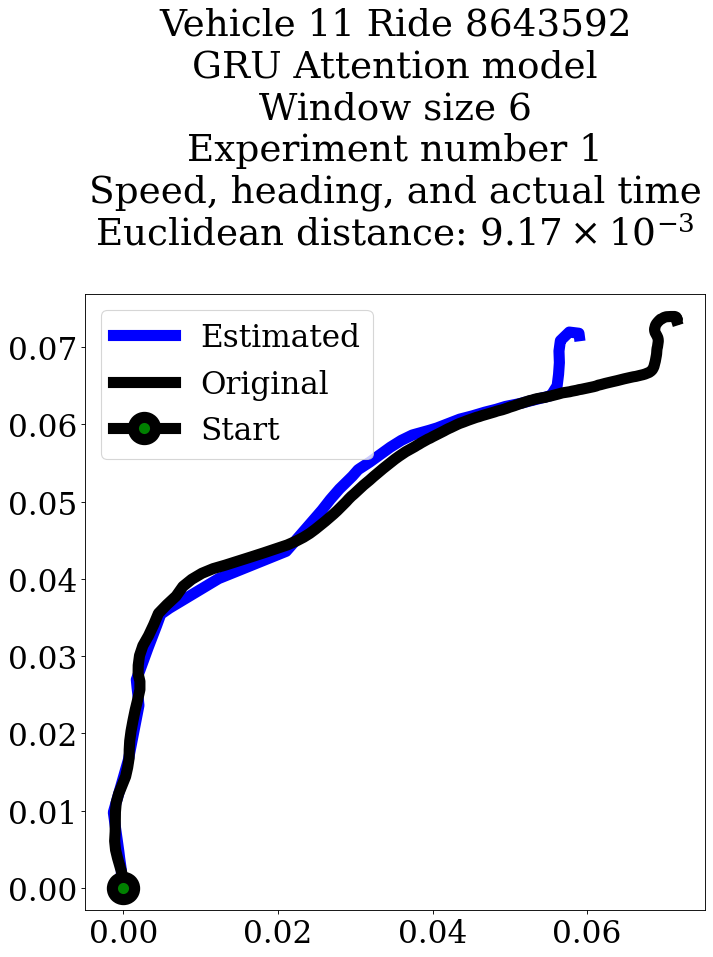 Vehicle 11 Ride 8643592
GRU Attention model
Window size 6
Experiment number 1
Speed, heading, and actual time
Euclidean distance: 9.17 × 10⁻³
Estimated
Original
Start
0.07
0.06
0.05
0.04
0.03
0.02
0.01
0.00
0.00 0.02 0.04 0.06